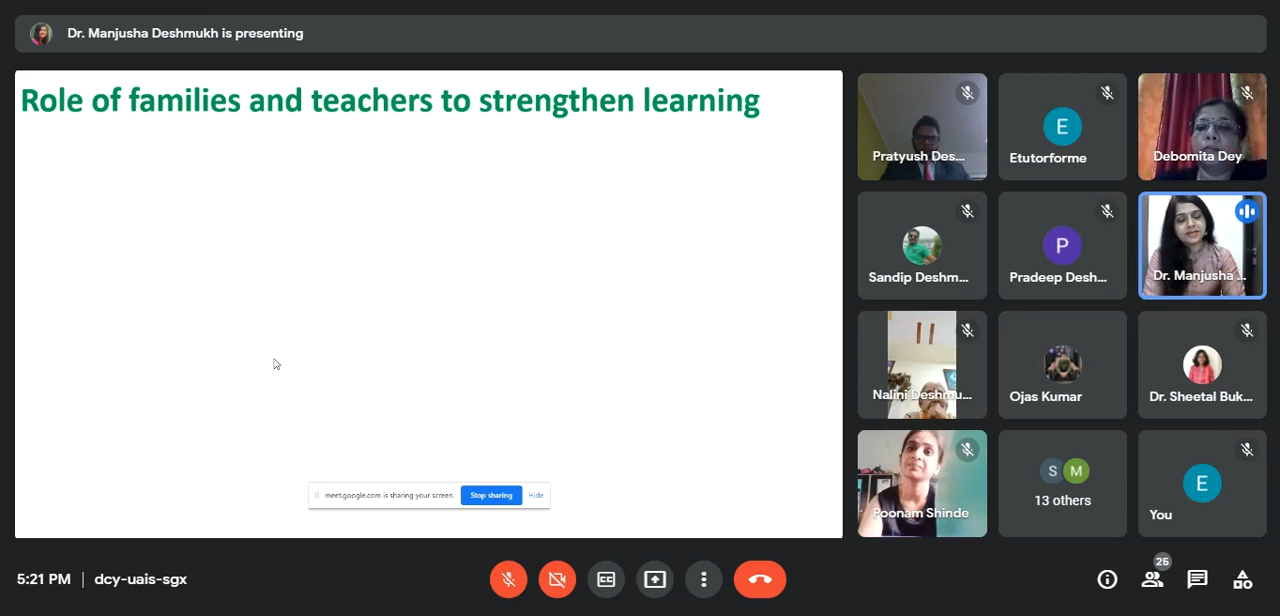 Dr. Manjusha Deshmukh is presenting
Role of families and teachers to strengthen learning
meet.google.com is sharing your screen.
Stop sharing
Hide
Pratyush Des...
E
Etutorforme
Debomita Dey
Sandip Deshm...
P
Pradeep Desh...
Dr. Manjusha ...
Nalini Deshmu...
Ojas Kumar
Dr. Sheetal Buk...
Poonam Shinde
S M
13 others
E
You
5:21 PM | dcy-uais-sgx
CC
25